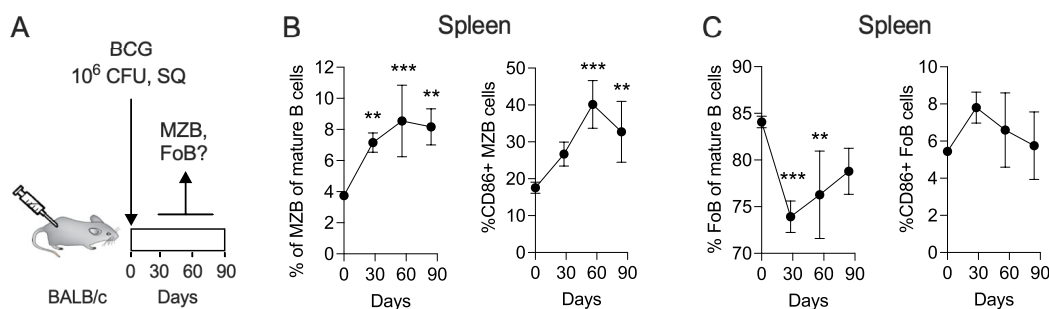 A
BCG
10⁶ CFU, SQ
MZB,
FoB?
0 30 60 90
BALB/c
Days
B
Spleen
% of MZB of mature B cells
12
10
8
6
4
2
0
**
***
**
0 30 60 90
Days
%CD86+ MZB cells
50
40
30
20
10
0
***
**
0 30 60 90
Days
C
Spleen
% FoB of mature B cells
90
85
80
75
70
***
**
0 30 60 90
Days
%CD86+ FoB cells
10
8
6
4
2
0
0 30 60 90
Days